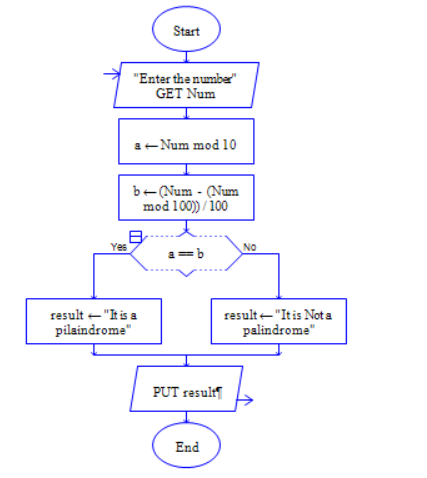 Start
"Enter the number"
GET Num
a ← Num mod 10
b ← (Num - (Num
mod 100)) / 100
Yes
a == b
No
result ← "It is a
pilaindrome"
result ← "It is Not a
palindrome"
PUT result¶
End